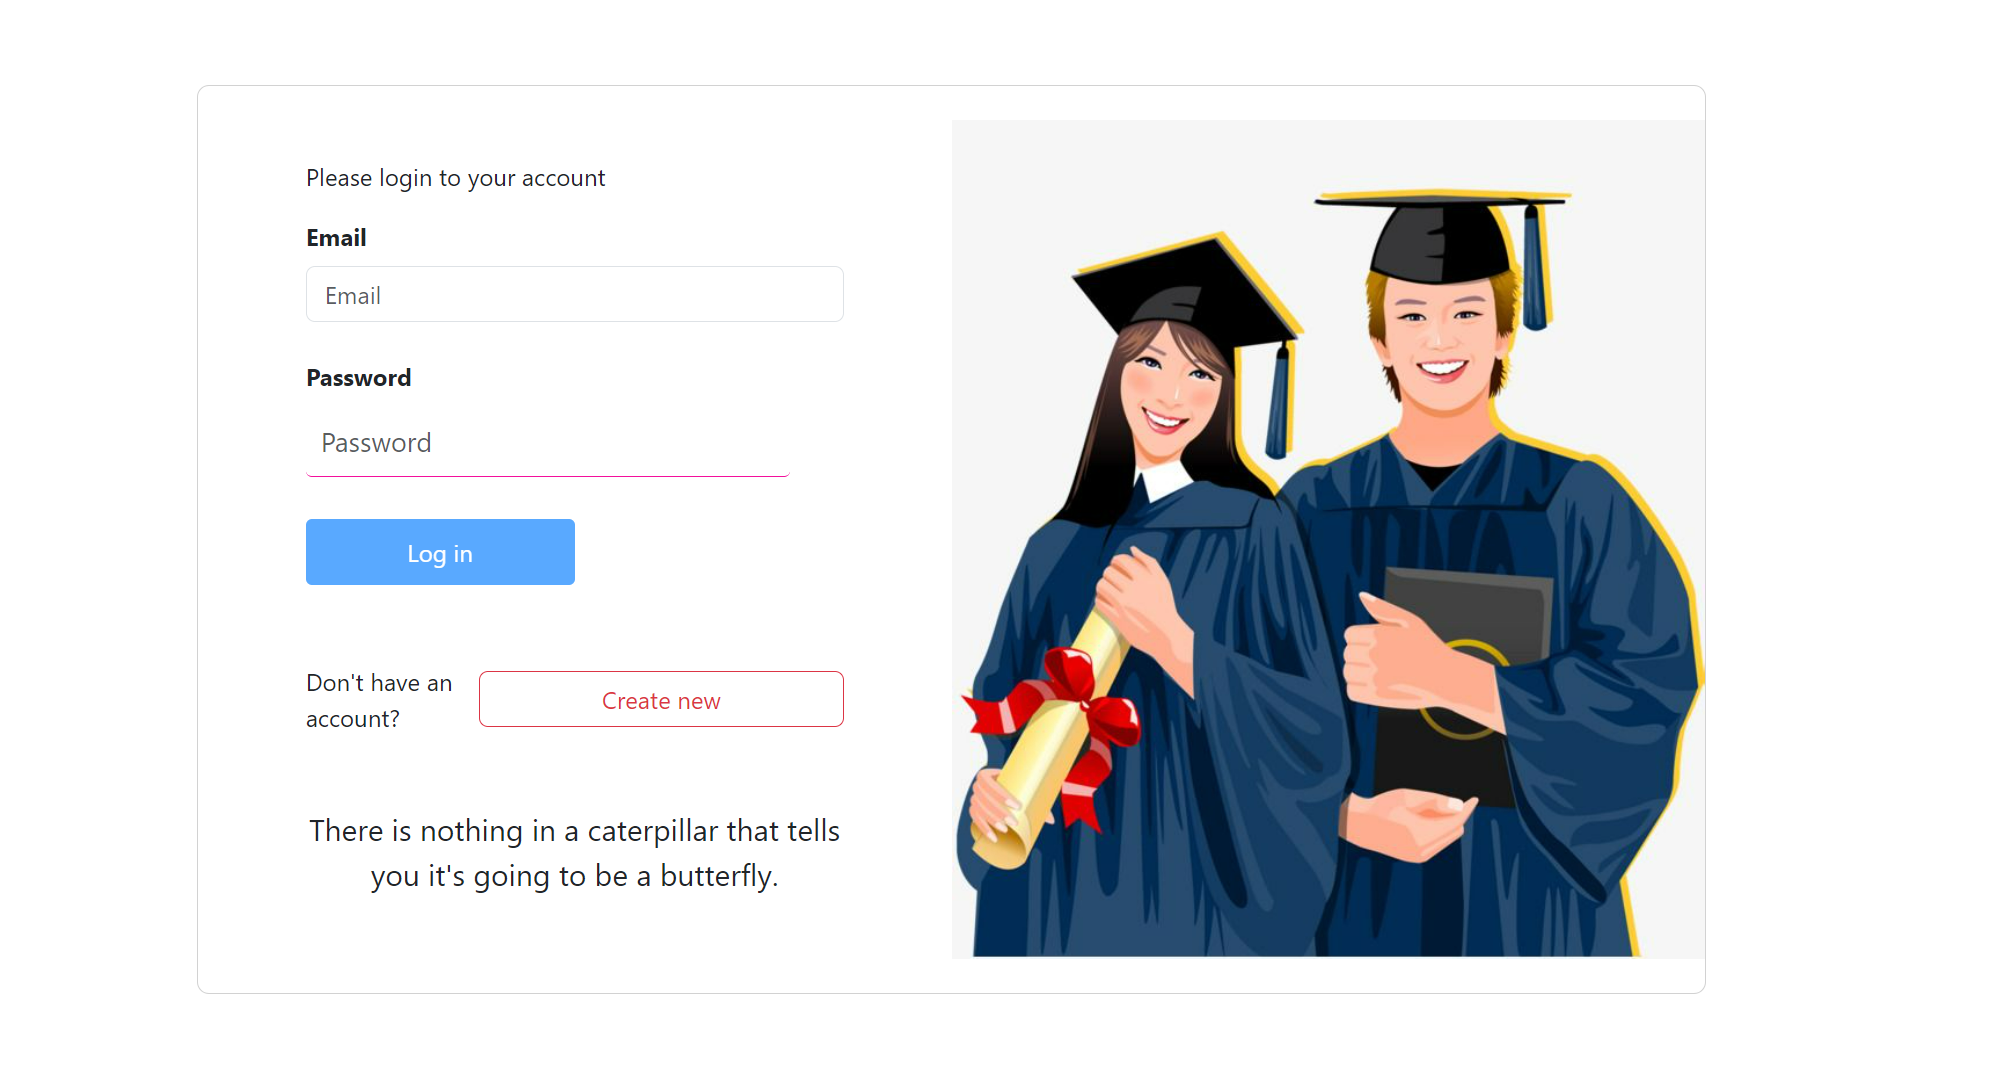 Please login to your account
Email
Email
Password
Password
Log in
Don't have an
account?
Create new
There is nothing in a caterpillar that tells
you it's going to be a butterfly.